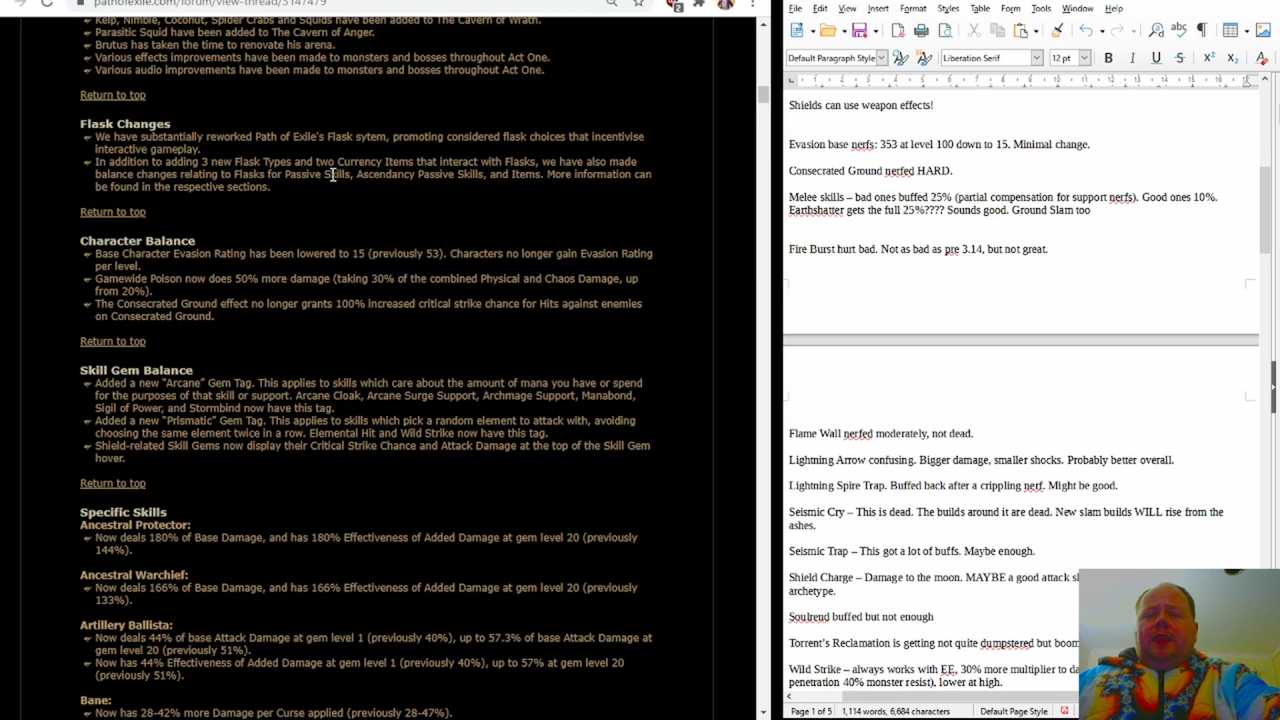 pathofexile.com/forum/view-thread/3147479
Kelp, Nimble, Coconut, Spider Crabs and Squids have been added to The Cavern of Wrath.
Parasitic Squid have been added to The Cavern of Anger.
Brutus has taken the time to renovate his arena.
Various effects improvements have been made to monsters and bosses throughout Act One.
Various audio improvements have been made to monsters and bosses throughout Act One.
Return to top
Flask Changes
We have substantially reworked Path of Exile's Flask sytem, promoting considered flask choices that incentivise
interactive gameplay.
In addition to adding 3 new Flask Types and two Currency Items that interact with Flasks, we have also made
balance changes relating to Flasks for Passive Skills, Ascendancy Passive Skills, and Items. More information can
be found in the respective sections.
Return to top
Character Balance
Base Character Evasion Rating has been lowered to 15 (previously 53). Characters no longer gain Evasion Rating
per level.
Gamewide Poison now does 50% more damage (taking 30% of the combined Physical and Chaos Damage, up
from 20%).
The Consecrated Ground effect no longer grants 100% increased critical strike chance for Hits against enemies
on Consecrated Ground.
Return to top
Skill Gem Balance
Added a new "Arcane" Gem Tag. This applies to skills which care about the amount of mana you have or spend
for the purposes of that skill or support. Arcane Cloak, Arcane Surge Support, Archmage Support, Manabond,
Sigil of Power, and Stormbind now have this tag.
Added a new "Prismatic" Gem Tag. This applies to skills which pick a random element to attack with, avoiding
choosing the same element twice in a row. Elemental Hit and Wild Strike now have this tag.
Shield-related Skill Gems now display their Critical Strike Chance and Attack Damage at the top of the Skill Gem
hover.
Return to top
Specific Skills
Ancestral Protector:
Now deals 180% of Base Damage, and has 180% Effectiveness of Added Damage at gem level 20 (previously
144%).
Ancestral Warchief:
Now deals 166% of Base Damage, and has 166% Effectiveness of Added Damage at gem level 20 (previously
133%).
Artillery Ballista:
Now deals 44% of base Attack Damage at gem level 1 (previously 40%), up to 57.3% of base Attack Damage at
gem level 20 (previously 51%).
Now has 44% Effectiveness of Added Damage at gem level 1 (previously 40%), up to 57% at gem level 20
(previously 51%).
Bane:
Now has 28-42% more Damage per Curse applied (previously 28-47%).
File Edit View Insert Format Styles Table Form Tools Window Help
Default Paragraph Style Liberation Serif 12 pt
Shields can use weapon effects!
Evasion base nerfs: 353 at level 100 down to 15. Minimal change.
Consecrated Ground nerfed HARD.
Melee skills – bad ones buffed 25% (partial compensation for support nerfs). Good ones 10%.
Earthshatter gets the full 25%???? Sounds good. Ground Slam too
Fire Burst hurt bad. Not as bad as pre 3.14, but not great.
Flame Wall nerfed moderately, not dead.
Lightning Arrow confusing. Bigger damage, smaller shocks. Probably better overall.
Lightning Spire Trap. Buffed back after a crippling nerf. Might be good.
Seismic Cry – This is dead. The builds around it are dead. New slam builds WILL rise from the
ashes.
Seismic Trap – This got a lot of buffs. Maybe enough.
Shield Charge – Damage to the moon. MAYBE a good attack
archetype.
Soulrend buffed but not enough
Torrent's Reclamation is getting not quite dumpstered but
Wild Strike – always works with EE. 30% more multiplier to
penetration 40% monster resist), lower at high.
Page 1 of 5 1,114 words, 6,684 characters Default Page Style